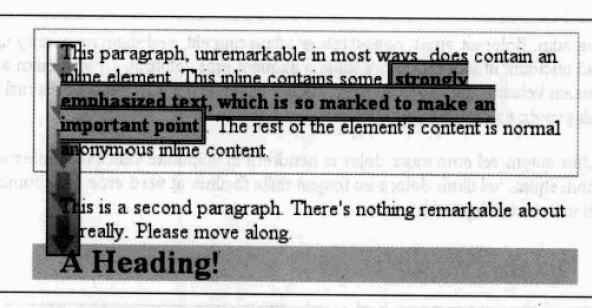 This paragraph, unremarkable in most ways, does contain an
inline element. This inline contains some strongly
emphasized text, which is so marked to make an
important point. The rest of the element's content is normal
anonymous inline content.
This is a second paragraph. There's nothing remarkable about
really. Please move along.
A Heading!